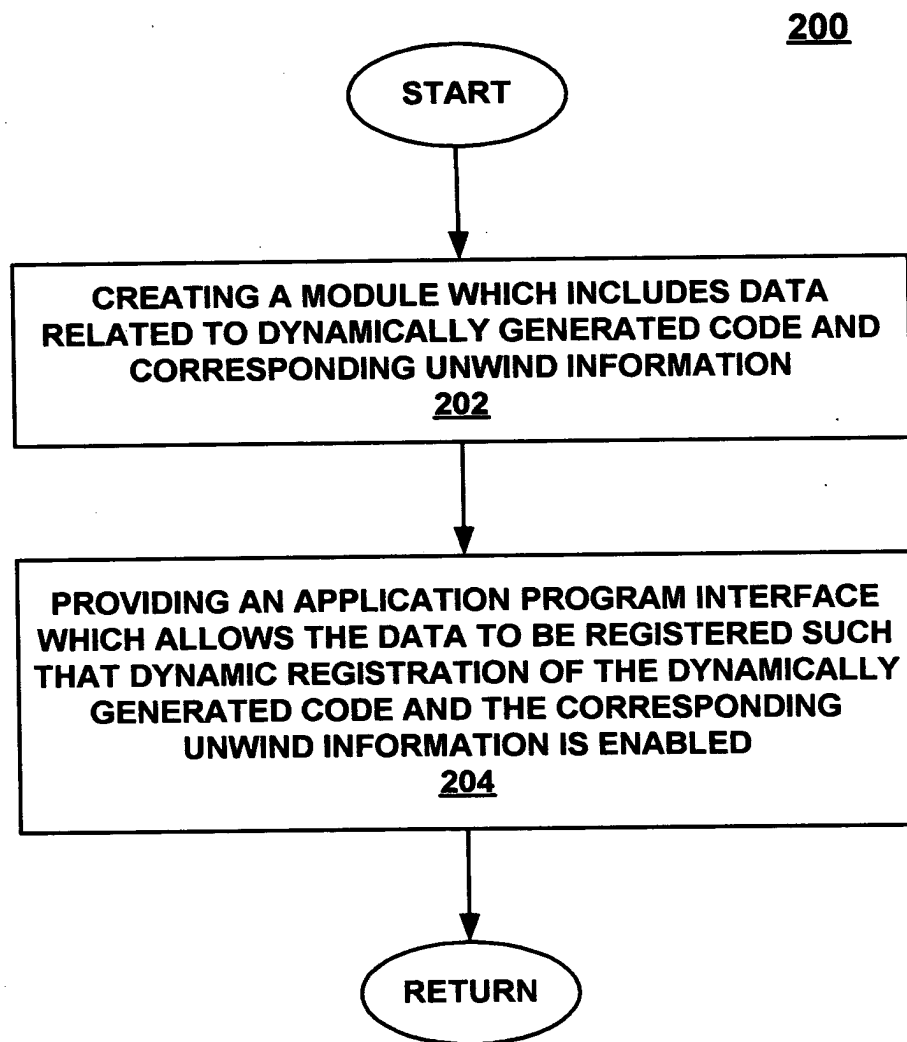 200
START
CREATING A MODULE WHICH INCLUDES DATA
RELATED TO DYNAMICALLY GENERATED CODE AND
CORRESPONDING UNWIND INFORMATION
202
PROVIDING AN APPLICATION PROGRAM INTERFACE
WHICH ALLOWS THE DATA TO BE REGISTERED SUCH
THAT DYNAMIC REGISTRATION OF THE DYNAMICALLY
GENERATED CODE AND THE CORRESPONDING
UNWIND INFORMATION IS ENABLED
204
RETURN